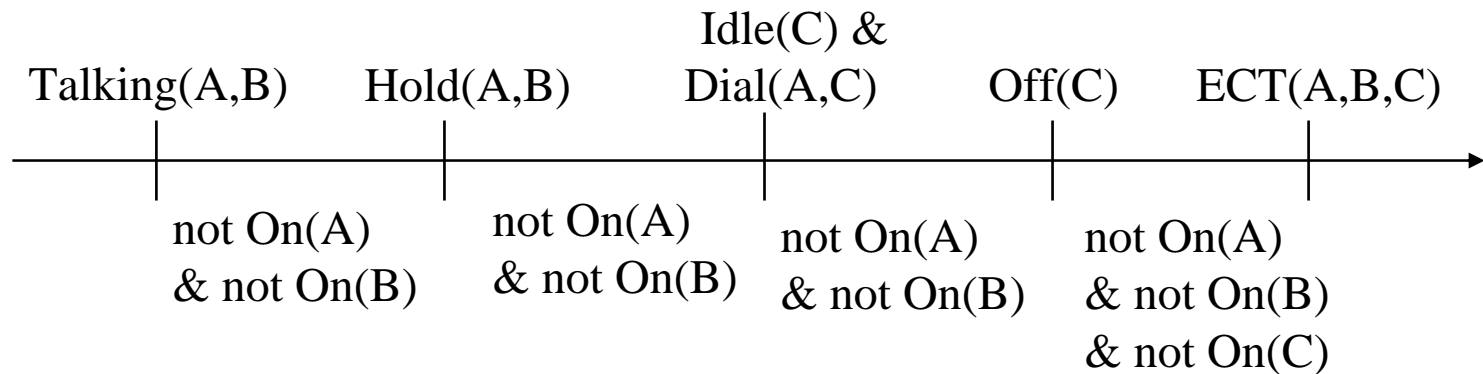 Idle(C) &
Talking(A,B) Hold(A,B) Dial(A,C) Off(C) ECT(A,B,C)
not On(A) not On(A) not On(A) not On(A)
& not On(B) & not On(B) & not On(B) & not On(B)
& not On(C)